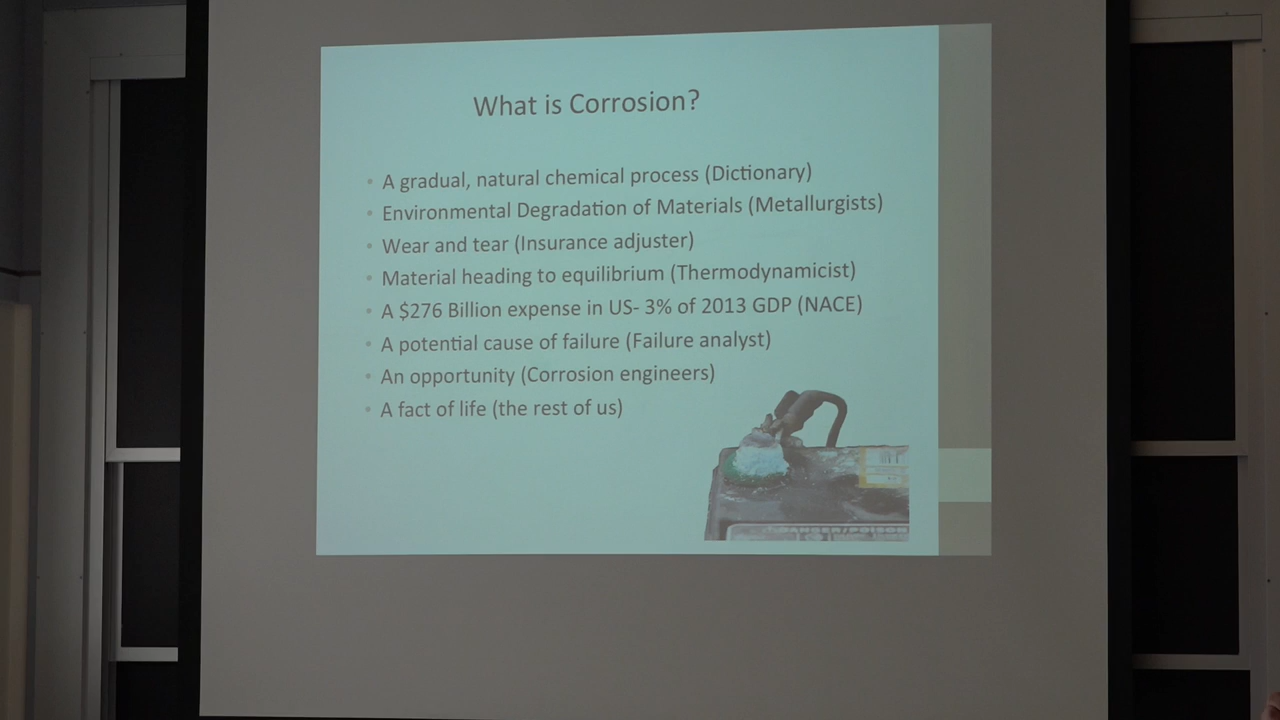 What is Corrosion?
• A gradual, natural chemical process (Dictionary)
• Environmental Degradation of Materials (Metallurgists)
• Wear and tear (Insurance adjuster)
• Material heading to equilibrium (Thermodynamicist)
• A $276 Billion expense in US- 3% of 2013 GDP (NACE)
• A potential cause of failure (Failure analyst)
• An opportunity (Corrosion engineers)
• A fact of life (the rest of us)
DANGER/POISON